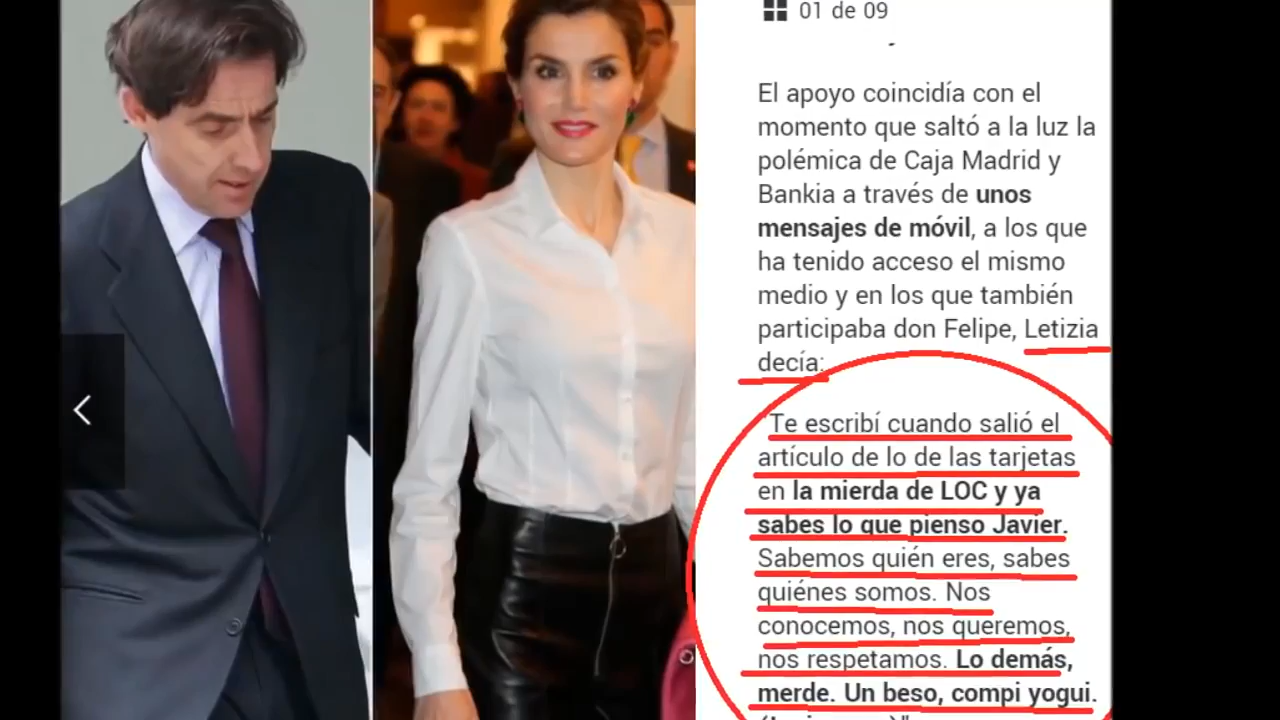 01 de 09
El apoyo coincidía con el
momento que saltó a la luz la
polémica de Caja Madrid y
Bankia a través de unos
mensajes de móvil, a los que
ha tenido acceso el mismo
medio y en los que también
participaba don Felipe, Letizia
decía:
"Te escribí cuando salió el
artículo de lo de las tarjetas
en la mierda de LOC y ya
sabes lo que pienso Javier.
Sabemos quién eres, sabes
quiénes somos. Nos
conocemos, nos queremos,
nos respetamos. Lo demás,
merde. Un beso, compi yogui.